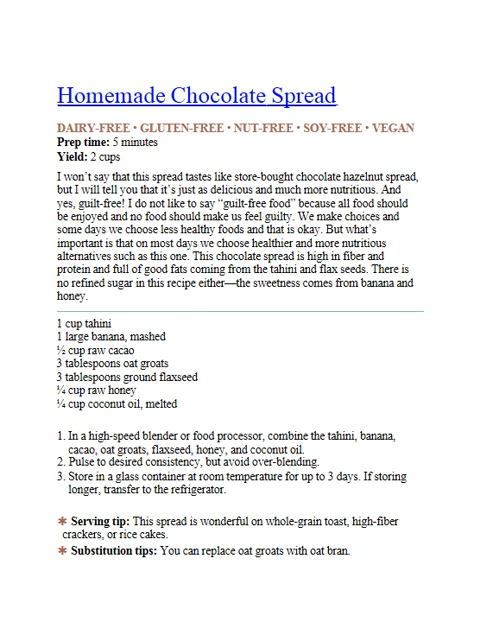 Homemade Chocolate Spread
DAIRY-FREE • GLUTEN-FREE • NUT-FREE • SOY-FREE • VEGAN
Prep time: 5 minutes
Yield: 2 cups
I won’t say that this spread tastes like store-bought chocolate hazelnut spread,
but I will tell you that it’s just as delicious and much more nutritious. And
yes, guilt-free! I do not like to say “guilt-free food” because all food should
be enjoyed and no food should make us feel guilty. We make choices and
some days we choose less healthy foods and that is okay. But what’s
important is that on most days we choose healthier and more nutritious
alternatives such as this one. This chocolate spread is high in fiber and
protein and full of good fats coming from the tahini and flax seeds. There is
no refined sugar in this recipe either—the sweetness comes from banana and
honey.
1 cup tahini
1 large banana, mashed
½ cup raw cacao
3 tablespoons oat groats
3 tablespoons ground flaxseed
¼ cup raw honey
¼ cup coconut oil, melted
1. In a high-speed blender or food processor, combine the tahini, banana,
cacao, oat groats, flaxseed, honey, and coconut oil.
2. Pulse to desired consistency, but avoid over-blending.
3. Store in a glass container at room temperature for up to 3 days. If storing
longer, transfer to the refrigerator.
✱ Serving tip: This spread is wonderful on whole-grain toast, high-fiber
crackers, or rice cakes.
✱ Substitution tips: You can replace oat groats with oat bran.